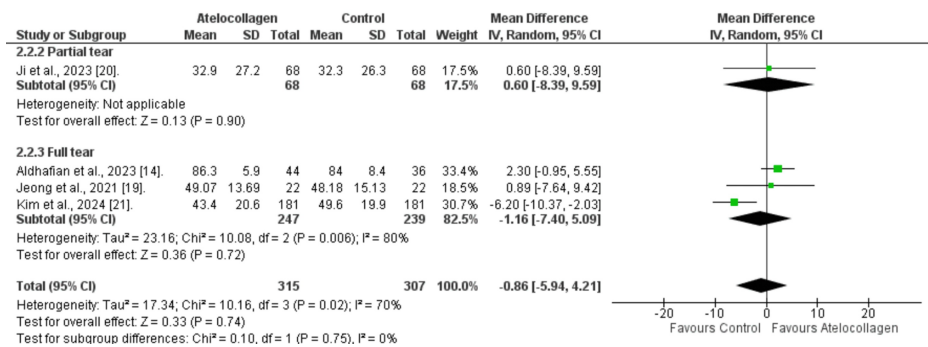 Atelocollagen Control Mean Difference Mean Difference
Study or Subgroup Mean SD Total Mean SD Total Weight IV, Random, 95% CI IV, Random, 95% CI
2.2.2 Partial tear
Ji et al., 2023 [20]. 32.9 27.2 68 32.3 26.3 68 17.5% 0.60 [-8.39, 9.59]
Subtotal (95% CI) 68 68 17.5% 0.60 [-8.39, 9.59]
Heterogeneity: Not applicable
Test for overall effect: Z = 0.13 (P = 0.90)
2.2.3 Full tear
Aldhafian et al., 2023 [14]. 86.3 5.9 44 84 8.4 36 33.4% 2.30 [-0.95, 5.55]
Jeong et al., 2021 [19]. 49.07 13.69 22 48.18 15.13 22 18.5% 0.89 [-7.64, 9.42]
Kim et al., 2024 [21]. 43.4 20.6 181 49.6 19.9 181 30.7% -6.20 [-10.37, -2.03]
Subtotal (95% CI) 247 239 82.5% -1.16 [-7.40, 5.09]
Heterogeneity: Tau² = 23.16; Chi² = 10.08, df = 2 (P = 0.006); I² = 80%
Test for overall effect: Z = 0.36 (P = 0.72)
Total (95% CI) 315 307 100.0% -0.86 [-5.94, 4.21]
Heterogeneity: Tau² = 17.34; Chi² = 10.16, df = 3 (P = 0.02); I² = 70%
Test for overall effect: Z = 0.33 (P = 0.74)
Test for subgroup differences: Chi² = 0.10, df = 1 (P = 0.75), I² = 0%
-20 -10 0 10 20
Favours Control Favours Atelocollagen